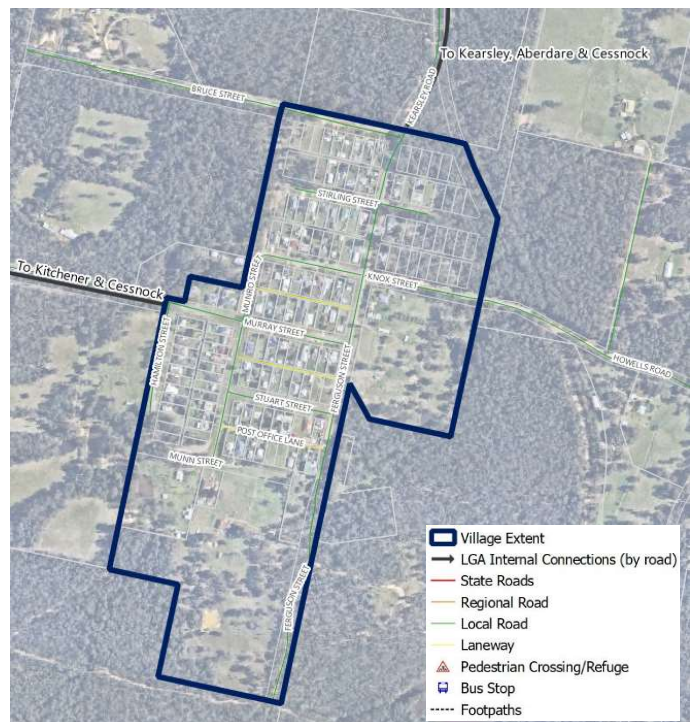 To Kearsley, Aberdare & Cessnock
KEARSLEY ROAD
BRUCE STREET
STIRLING STREET
To Kitchener & Cessnock
MUNRO STREET
KNOX STREET
MURRAY STREET
HAMILTON STREET
FERGUSON STREET
HOWELLS ROAD
STUART STREET
POST OFFICE LANE
MUNN STREET
FERGUSON STREET
Village Extent
LGA Internal Connections (by road)
State Roads
Regional Road
Local Road
Laneway
Pedestrian Crossing/Refuge
Bus Stop
Footpaths